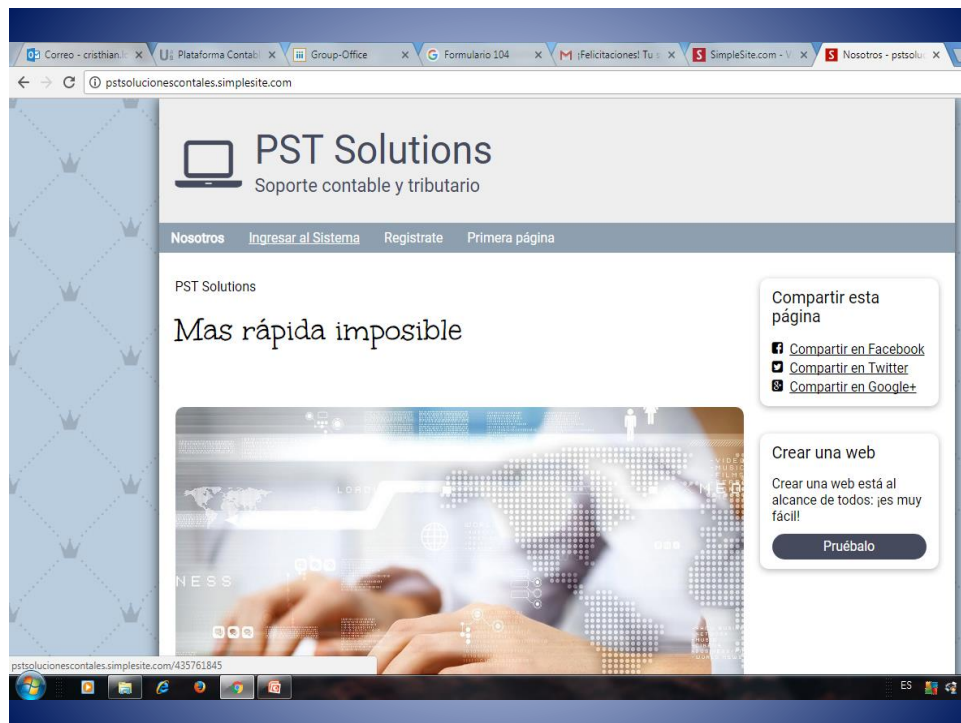 Correo - cristhian.lc
Plataforma Contabl
Group-Office
Formulario 104
¡Felicitaciones! Tu s
SimpleSite.com - V
Nosotros - pstsoluc
pstsolucionescontales.simplesite.com
PST Solutions
Soporte contable y tributario
Nosotros Ingresar al Sistema Registrate Primera página
PST Solutions
Mas rápida imposible
Compartir esta
página
Compartir en Facebook
Compartir en Twitter
Compartir en Google+
Crear una web
Crear una web está al
alcance de todos: ¡es muy
fácil!
Pruébalo
NESS
pstsolucionescontales.simplesite.com/435761845
ES